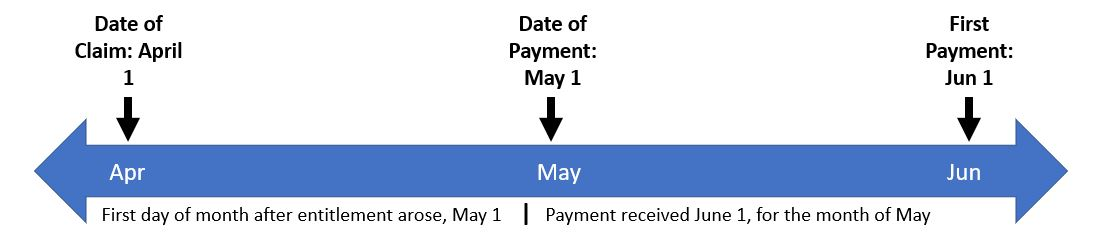 Date of
Claim: April
1
Date of
Payment:
May 1
First
Payment:
Jun 1
Apr
May
Jun
First day of month after entitlement arose, May 1 | Payment received June 1, for the month of May